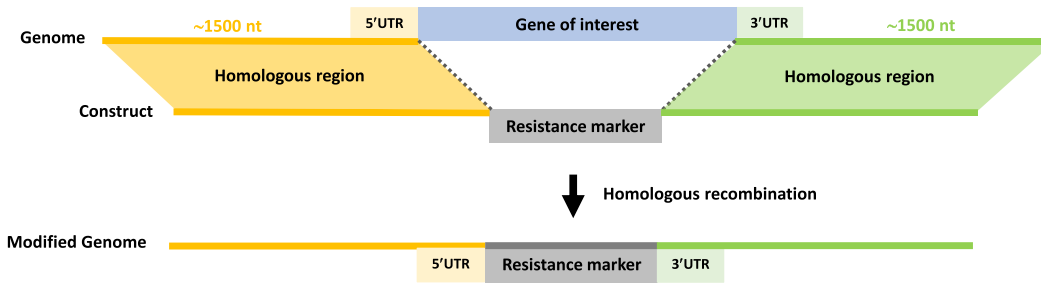 ~1500 nt
5’UTR
Gene of interest
3’UTR
~1500 nt
Genome
Homologous region
Homologous region
Construct
Resistance marker
Homologous recombination
Modified Genome
5’UTR
Resistance marker
3’UTR